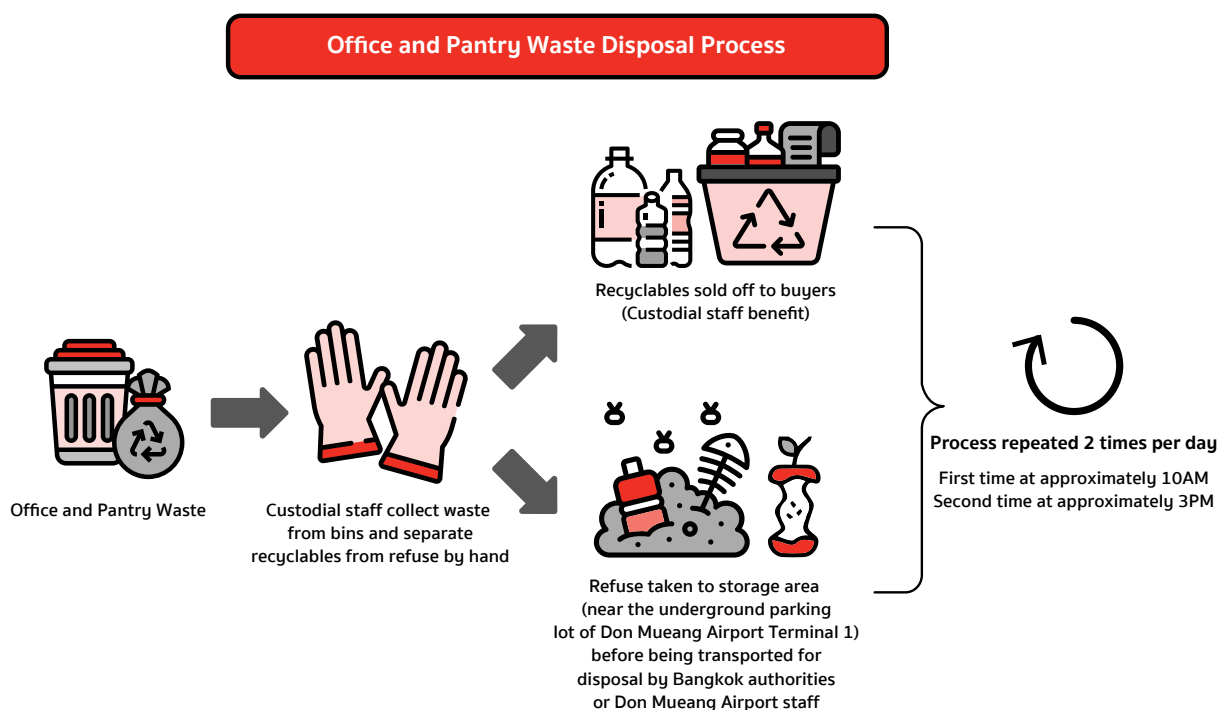 Office and Pantry Waste Disposal Process
Recyclables sold off to buyers
(Custodial staff benefit)
Office and Pantry Waste
Custodial staff collect waste
from bins and separate
recyclables from refuse by hand
Refuse taken to storage area
(near the underground parking
lot of Don Mueang Airport Terminal 1)
before being transported for
disposal by Bangkok authorities
or Don Mueang Airport staff
Process repeated 2 times per day
First time at approximately 10AM
Second time at approximately 3PM